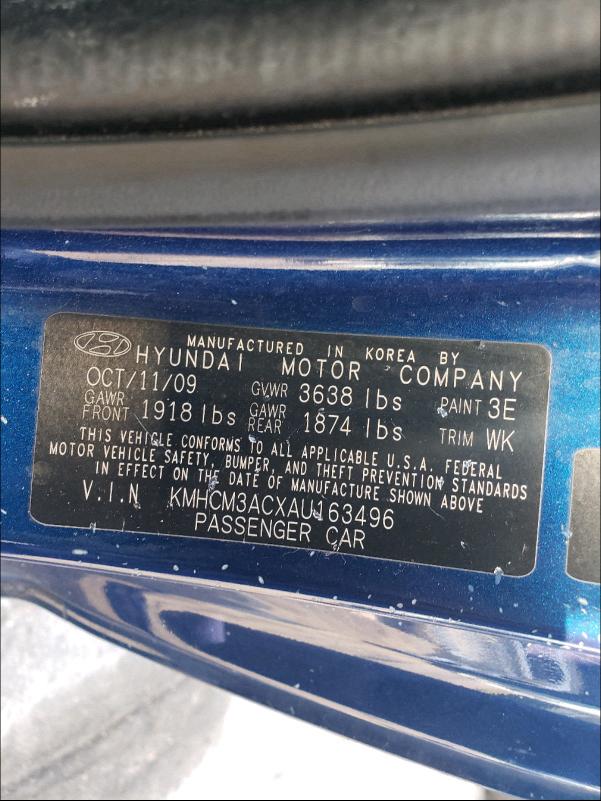 MANUFACTURED IN KOREA BY
HYUNDAI MOTOR COMPANY
OCT/11/09 GVWR 3638 lbs PAINT 3E
GAWR FRONT 1918 lbs GAWR REAR 1874 lbs TRIM WK
THIS VEHICLE CONFORMS TO ALL APPLICABLE U.S.A. FEDERAL
MOTOR VEHICLE SAFETY, BUMPER, AND THEFT PREVENTION STANDARDS
IN EFFECT ON THE DATE OF MANUFACTURE SHOWN ABOVE
V.I.N KMHCM3ACXAU163496
PASSENGER CAR